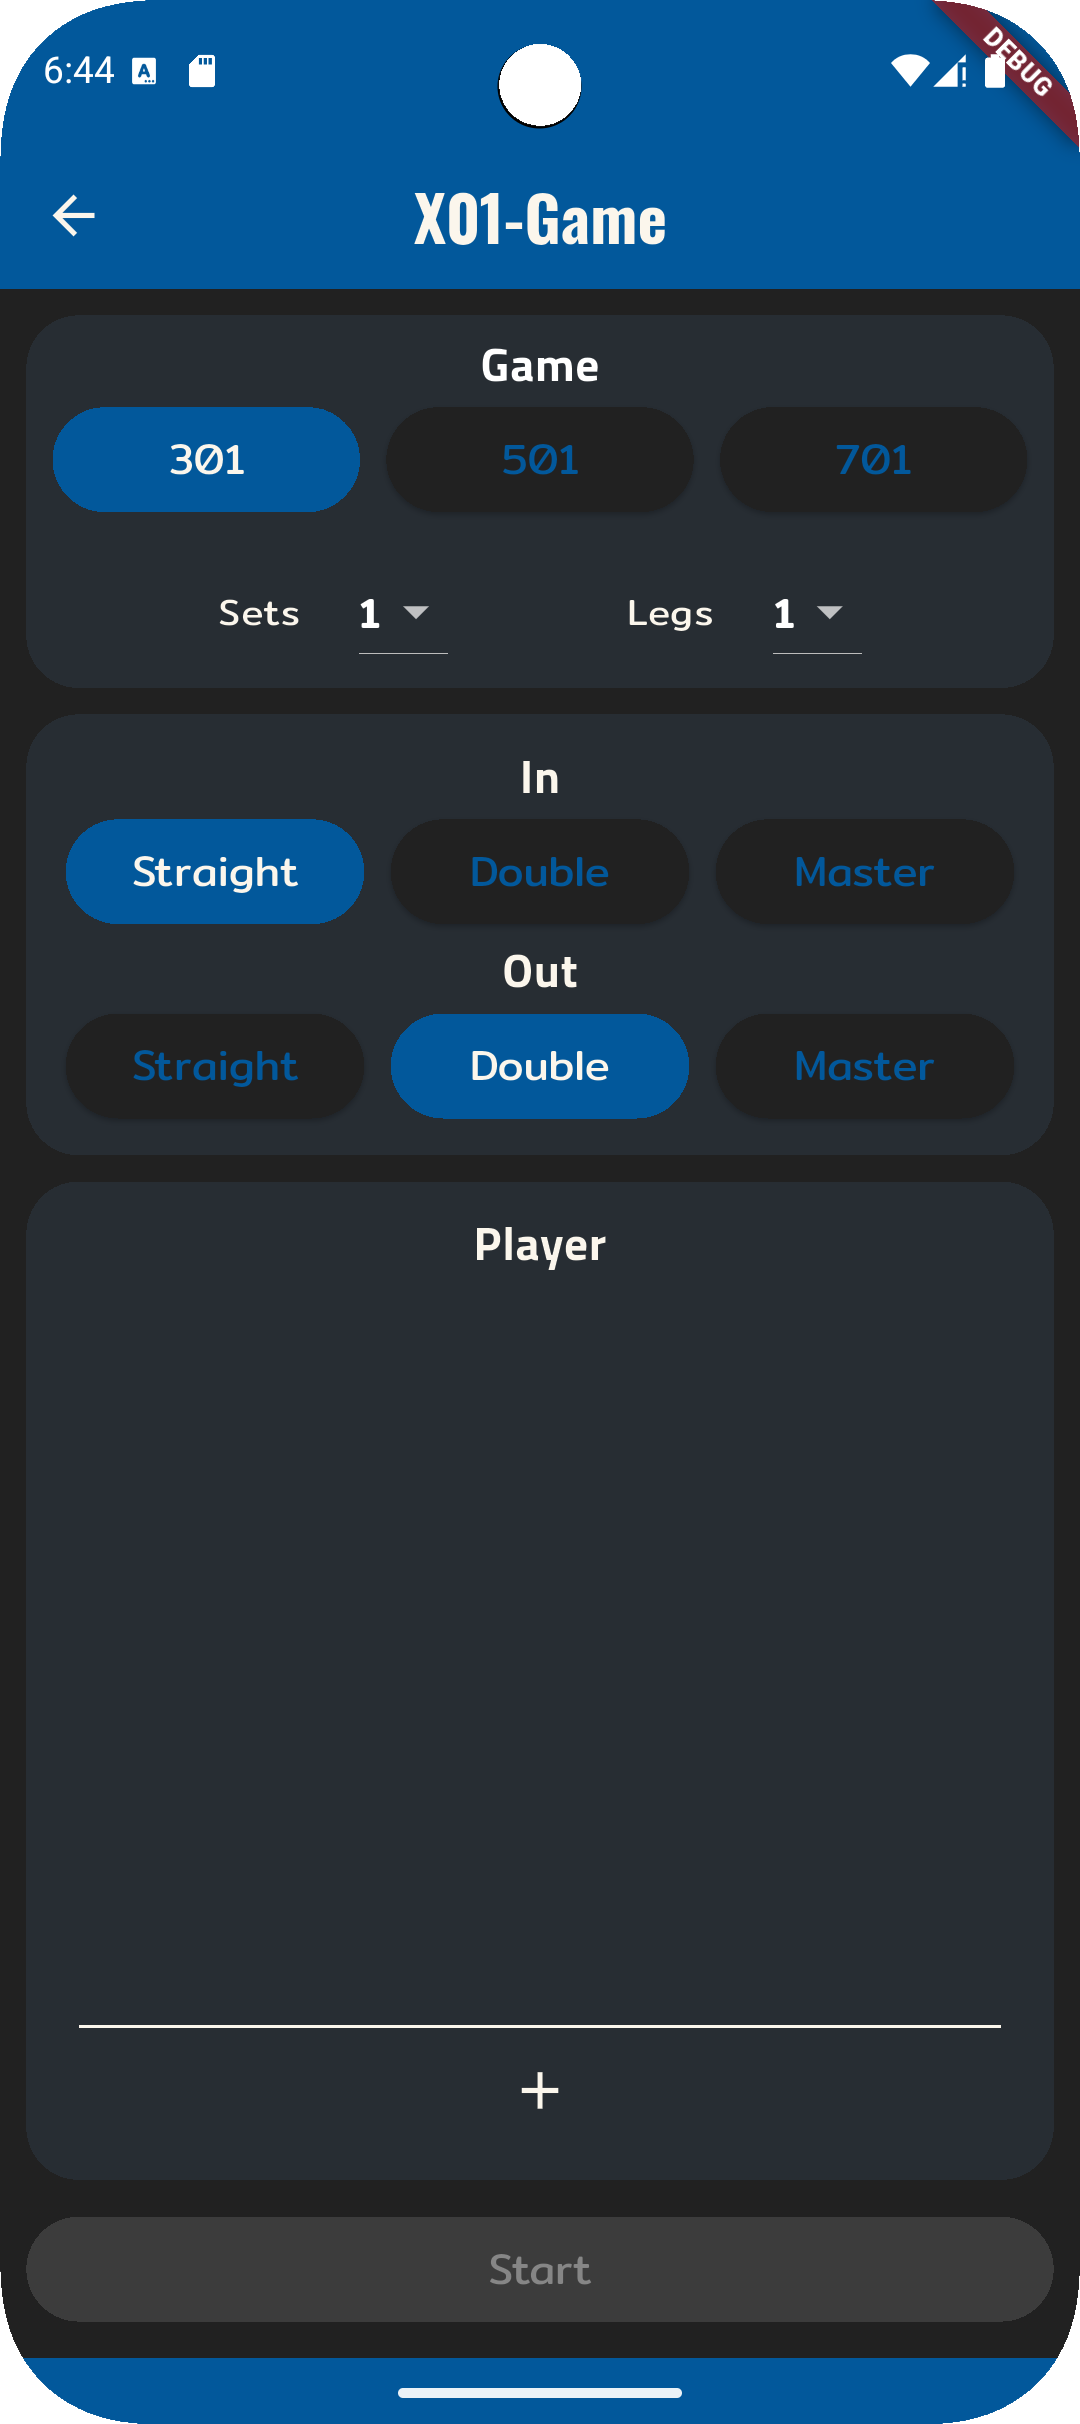 6:44
DEBUG
X01-Game
Game
301 501 701
Sets 1 Legs 1
In
Straight Double Master
Out
Straight Double Master
Player
Start